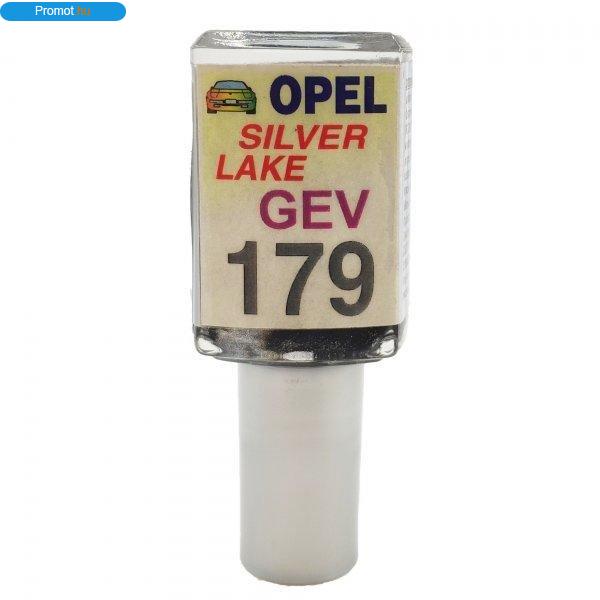 Promot.hu
OPEL
SILVER
LAKE
GEV
179